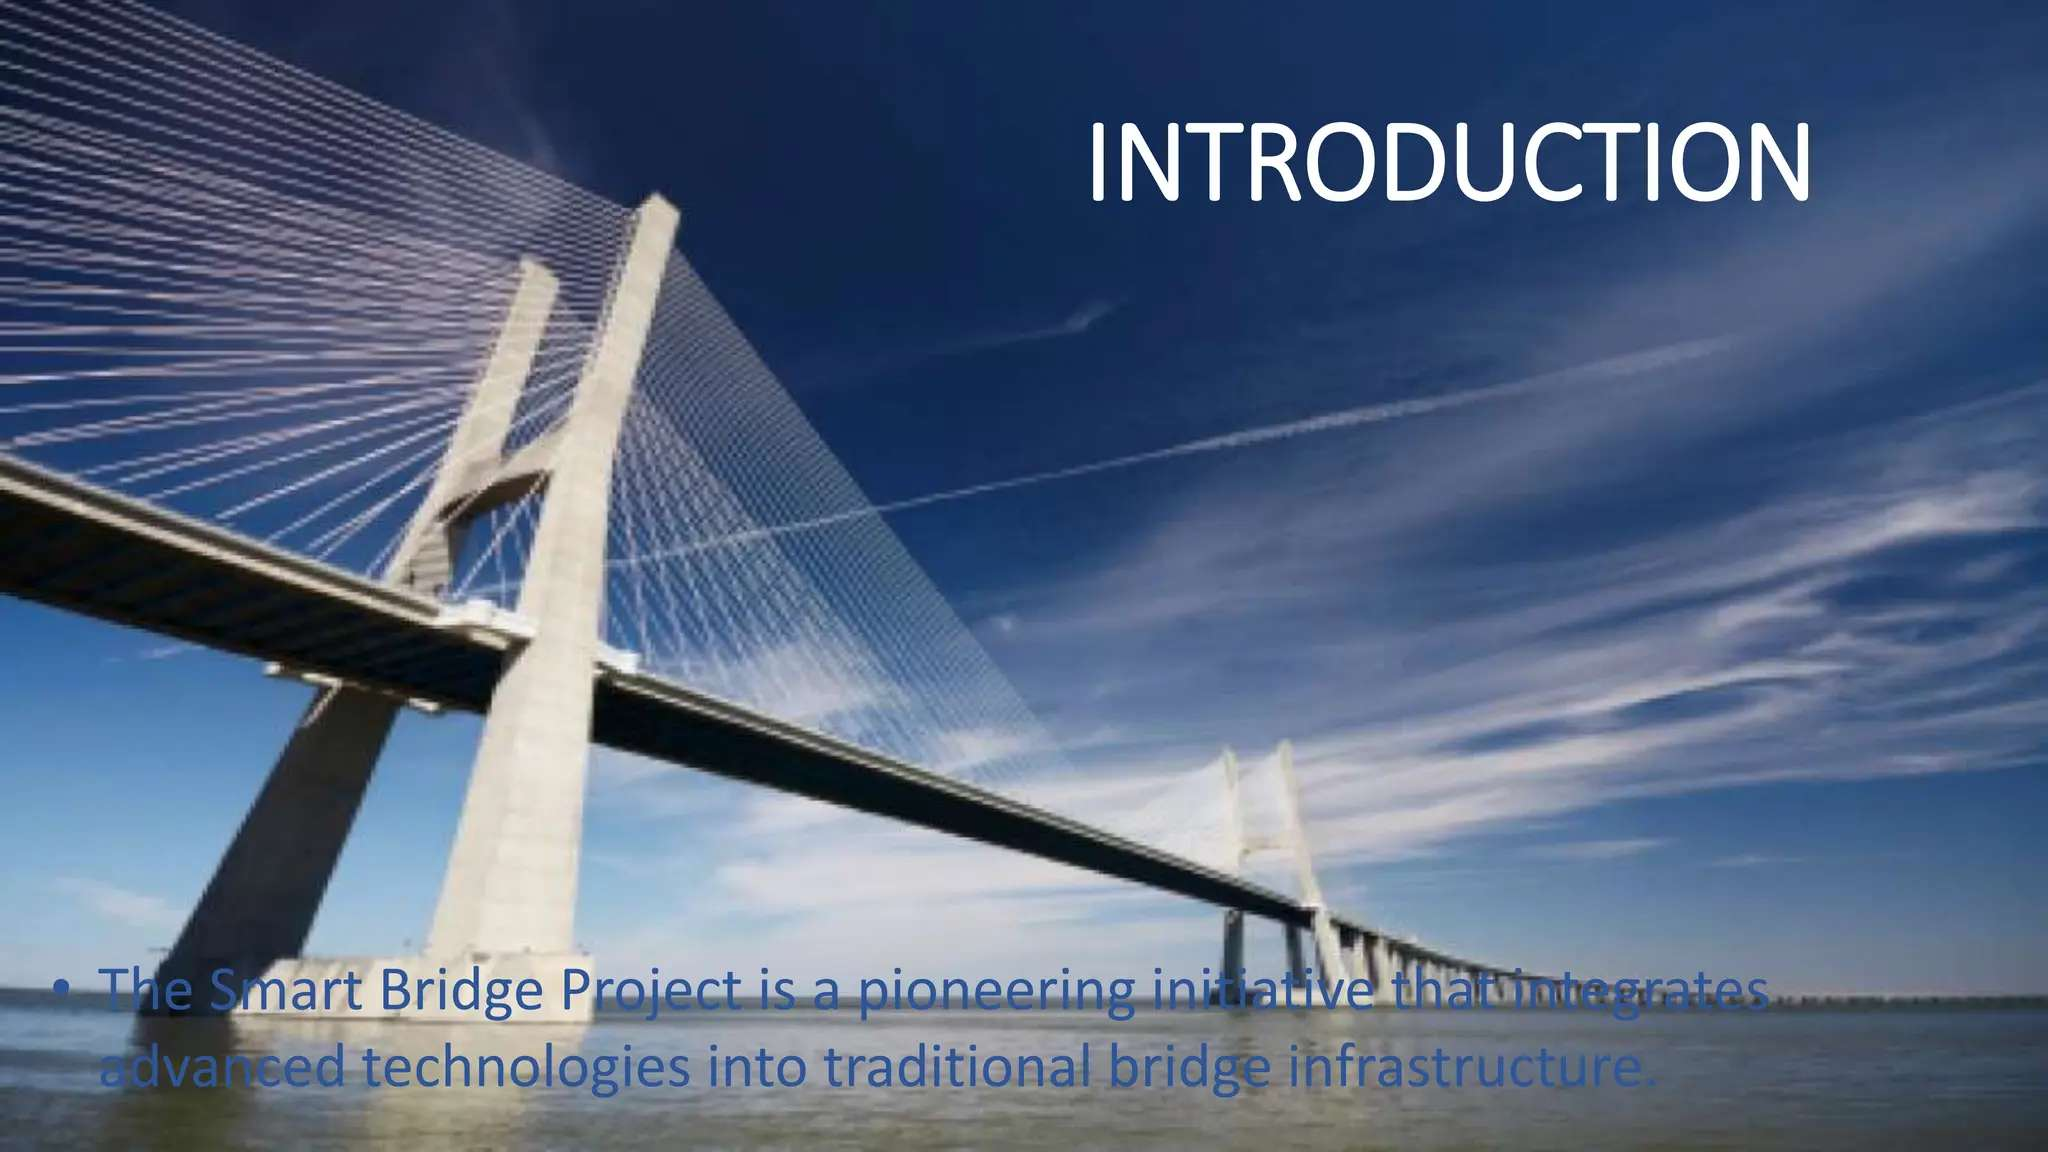 INTRODUCTION
• The Smart Bridge Project is a pioneering initiative that integrates
advanced technologies into traditional bridge infrastructure.